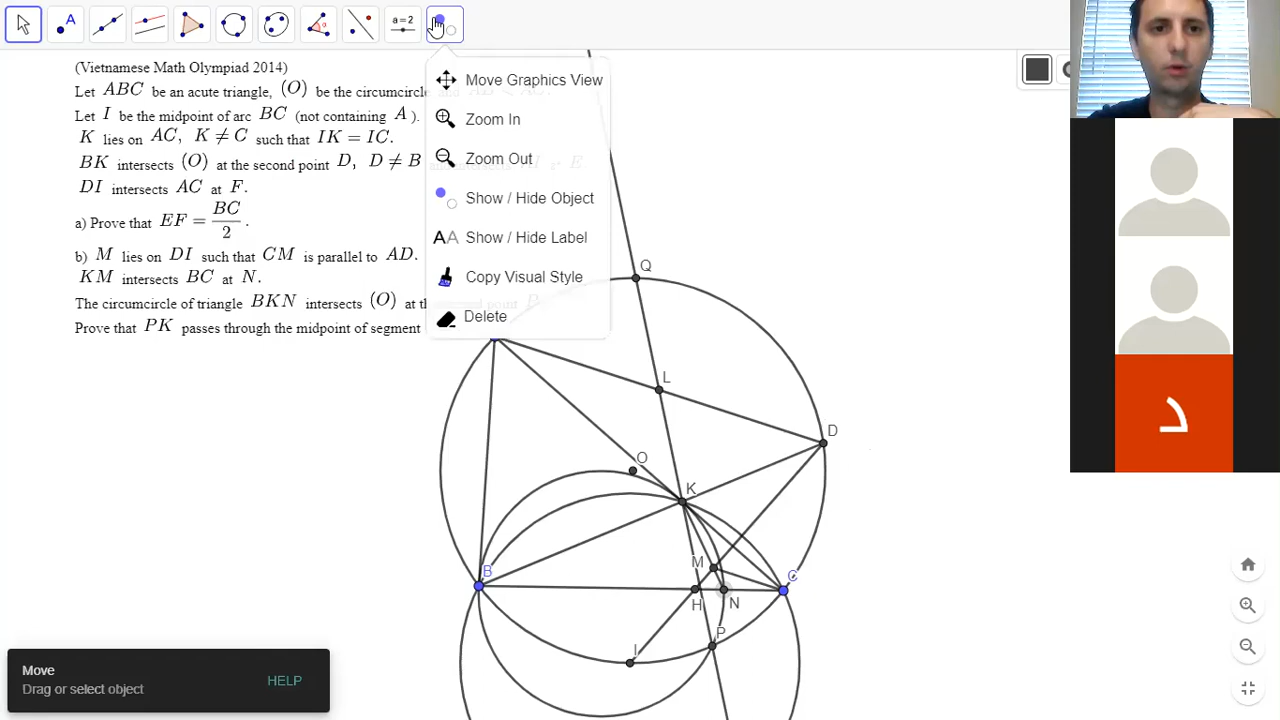 a=2
(Vietnamese Math Olympiad 2014)
Let ABC be an acute triangle, (O) be the circumcircle
Let I be the midpoint of arc BC (not containing A ).
K lies on AC, K ≠ C such that IK = IC.
BK intersects (O) at the second point D, D ≠ B
DI intersects AC at F.
a) Prove that EF = BC/2 .
b) M lies on DI such that CM is parallel to AD.
KM intersects BC at N.
The circumcircle of triangle BKN intersects (O) at the
Prove that PK passes through the midpoint of segment
Move Graphics View
Zoom In
Zoom Out
Show / Hide Object
AA Show / Hide Label
Copy Visual Style
Delete
Q
L
D
O
K
M
B
C
H
N
P
I
Move
Drag or select object
HELP
ד